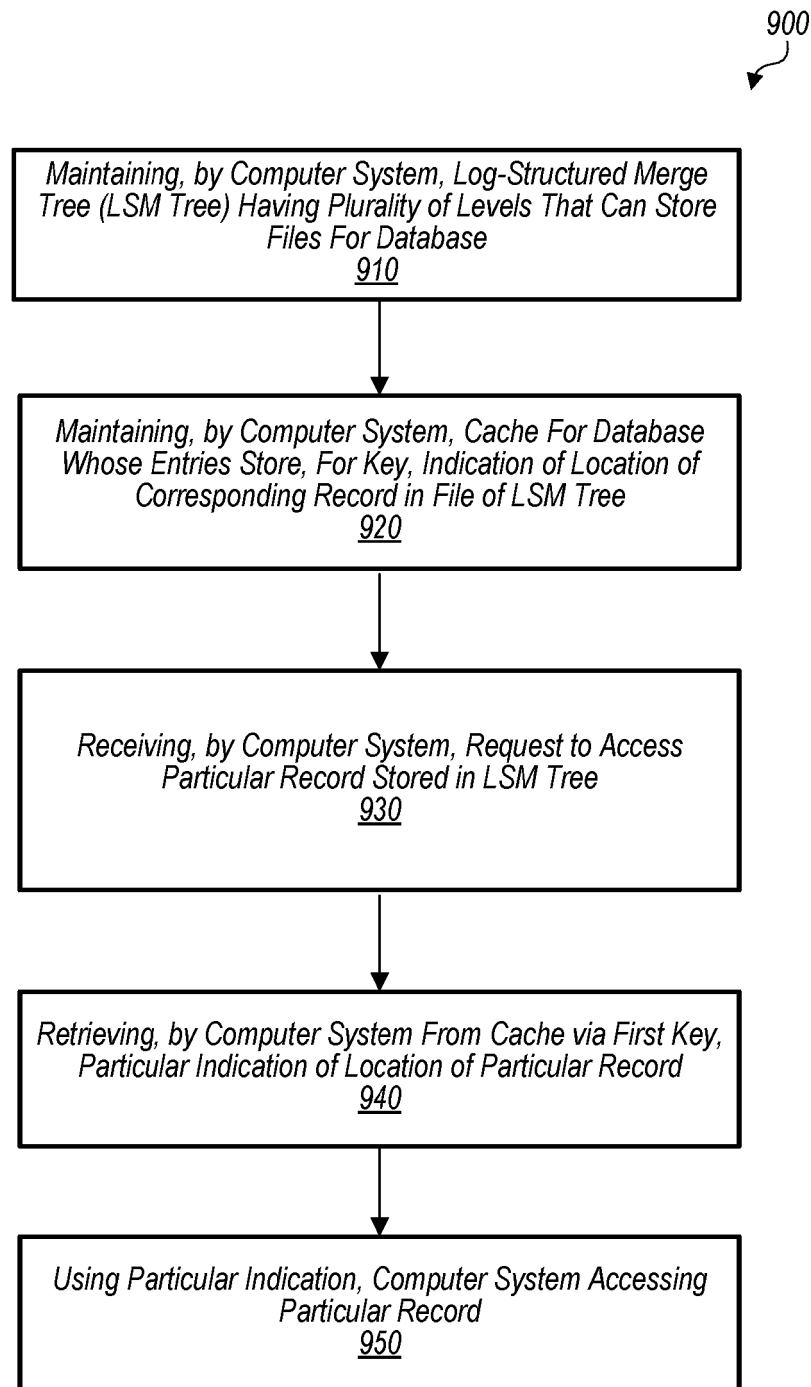 900
Maintaining, by Computer System, Log-Structured Merge
Tree (LSM Tree) Having Plurality of Levels That Can Store
Files For Database
910
Maintaining, by Computer System, Cache For Database
Whose Entries Store, For Key, Indication of Location of
Corresponding Record in File of LSM Tree
920
Receiving, by Computer System, Request to Access
Particular Record Stored in LSM Tree
930
Retrieving, by Computer System From Cache via First Key,
Particular Indication of Location of Particular Record
940
Using Particular Indication, Computer System Accessing
Particular Record
950